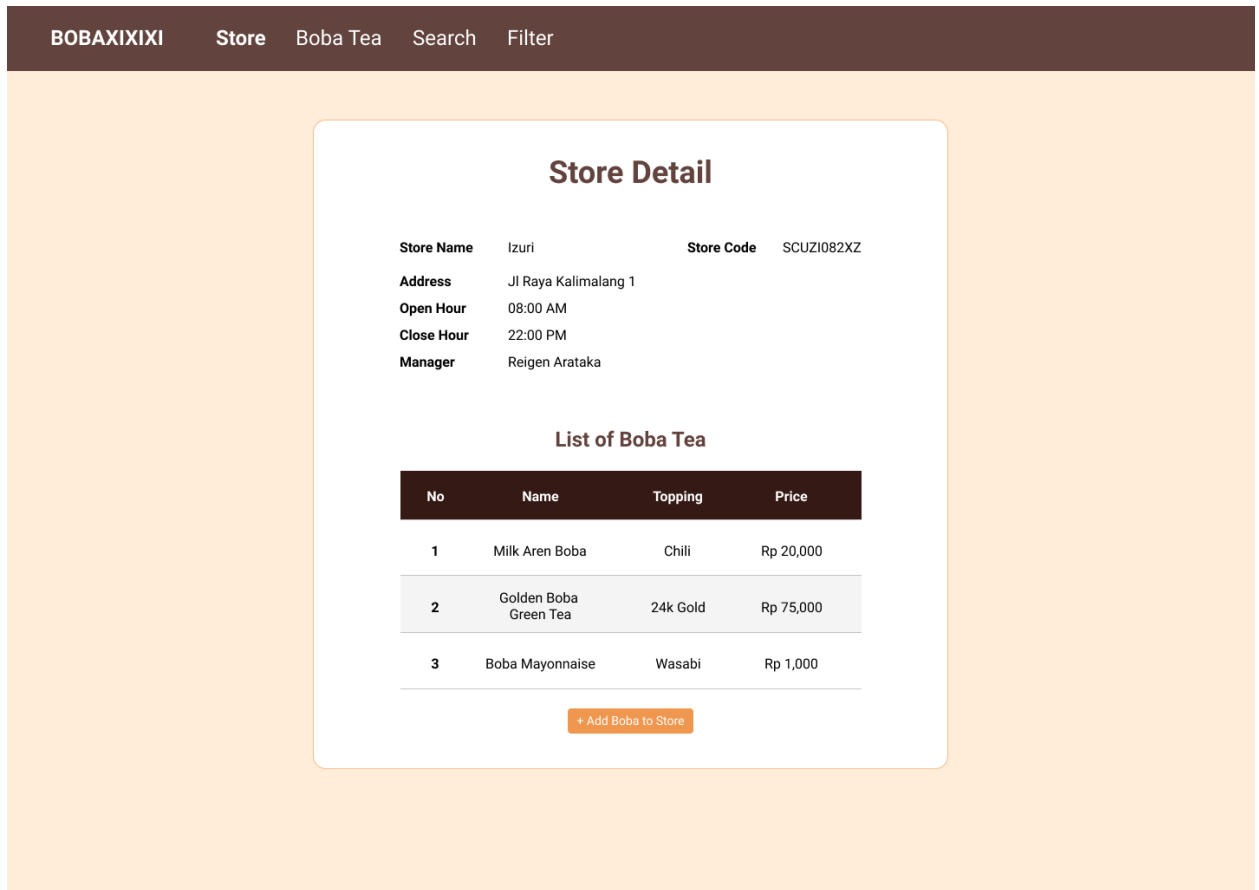 BOBAXIXIXI Store Boba Tea Search Filter
Store Detail
Store Name Izuri Store Code SCUZI082XZ
Address Jl Raya Kalimalang 1
Open Hour 08:00 AM
Close Hour 22:00 PM
Manager Reigen Arataka
List of Boba Tea
No Name Topping Price
1 Milk Aren Boba Chili Rp 20,000
2 Golden Boba Green Tea 24k Gold Rp 75,000
3 Boba Mayonnaise Wasabi Rp 1,000
+ Add Boba to Store